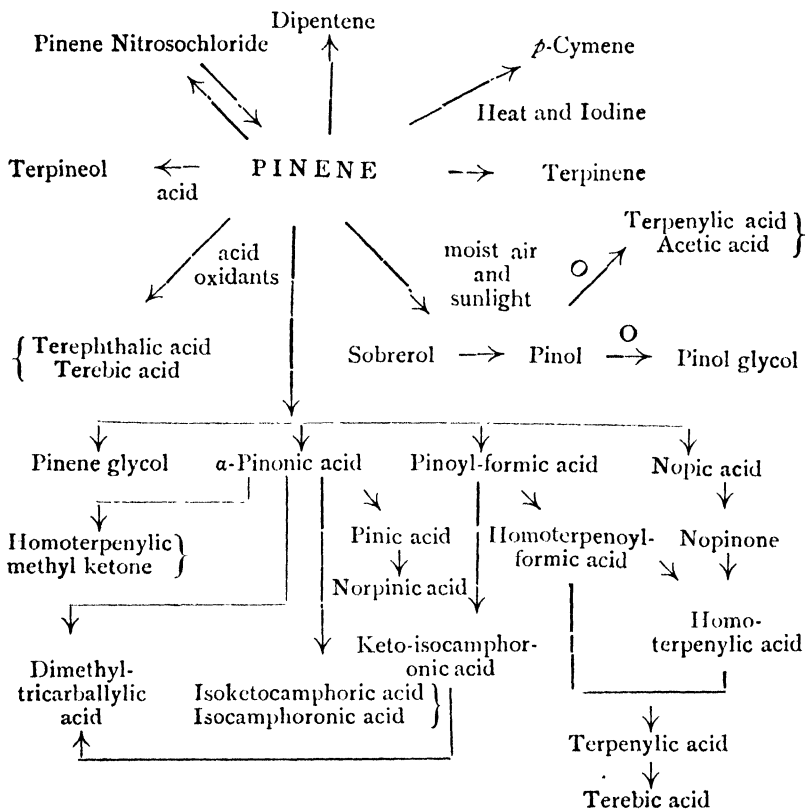 Dipentene
Pinene Nitrosochloride
p-Cymene
Heat and Iodine
Terpineol
acid
PINENE
Terpinene
acid
oxidants
moist air
and
sunlight
O
Terpenylic acid
Acetic acid
Terephthalic acid
Terebic acid
Sobrerol
Pinol
O
Pinol glycol
Pinene glycol
α-Pinonic acid
Pinoyl-formic acid
Nopic acid
Homoterpenylic
methyl ketone
Pinic acid
Norpinic acid
Homoterpenoyl-
formic acid
Nopinone
Homo-
terpenylic acid
Keto-isocamphor-
onic acid
Dimethyl-
tricarballylic
acid
Isoketocamphoric acid
Isocamphoronic acid
Terpenylic acid
Terebic acid